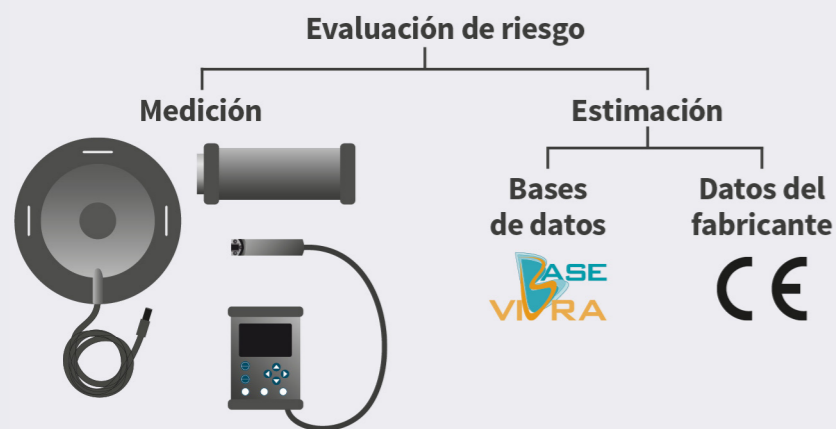 Evaluación de riesgo
Medición
Estimación
Bases
de datos
Datos del
fabricante
BASE
VIBRA
CE